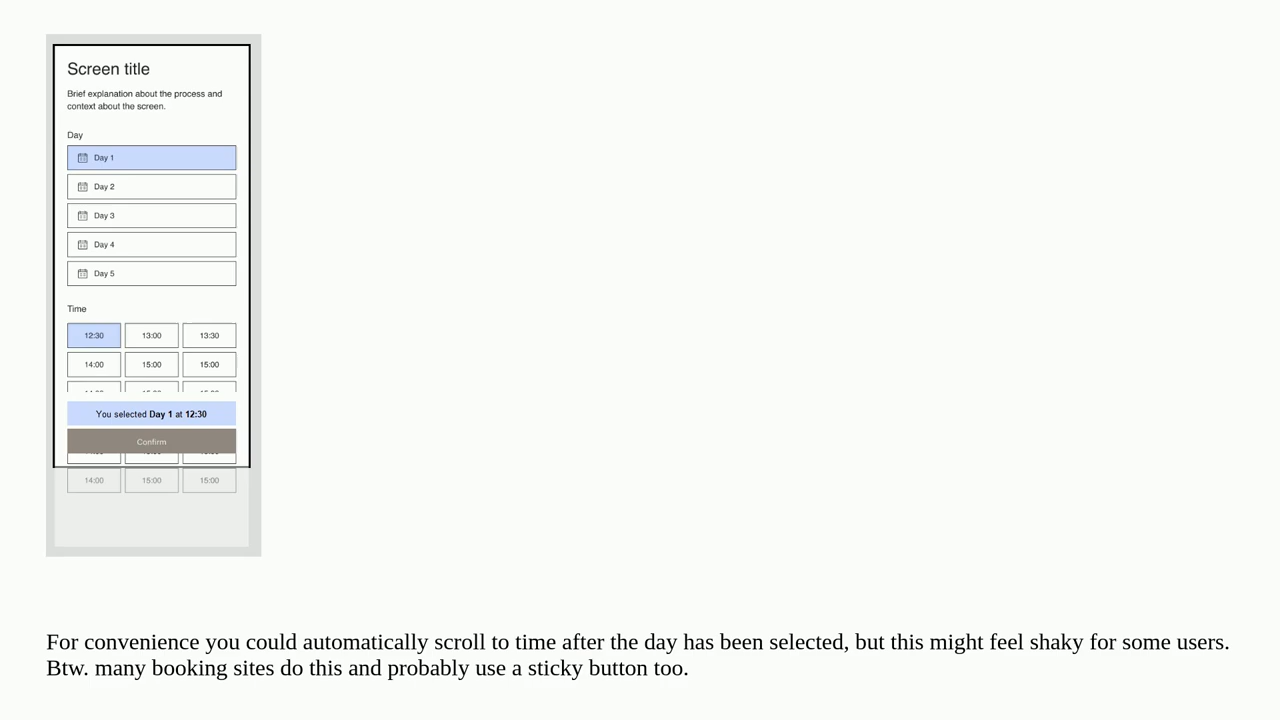 Screen title
Brief explanation about the process and
context about the screen.
Day
Day 1
Day 2
Day 3
Day 4
Day 5
Time
12:30 13:00 13:30
14:00 15:00 15:00
You selected Day 1 at 12:30
Confirm
14:00 15:00 15:00
For convenience you could automatically scroll to time after the day has been selected, but this might feel shaky for some users.
Btw. many booking sites do this and probably use a sticky button too.